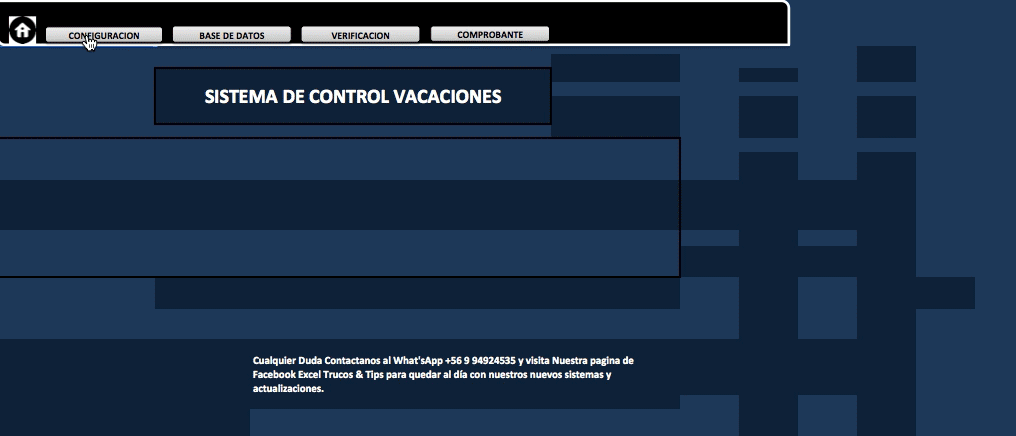 CONFIGURACION BASE DE DATOS VERIFICACION COMPROBANTE
SISTEMA DE CONTROL VACACIONES
Cualquier Duda Contactanos al What'sApp +56 9 94924535 y visita Nuestra pagina de
Facebook Excel Trucos & Tips para quedar al día con nuestros nuevos sistemas y
actualizaciones.